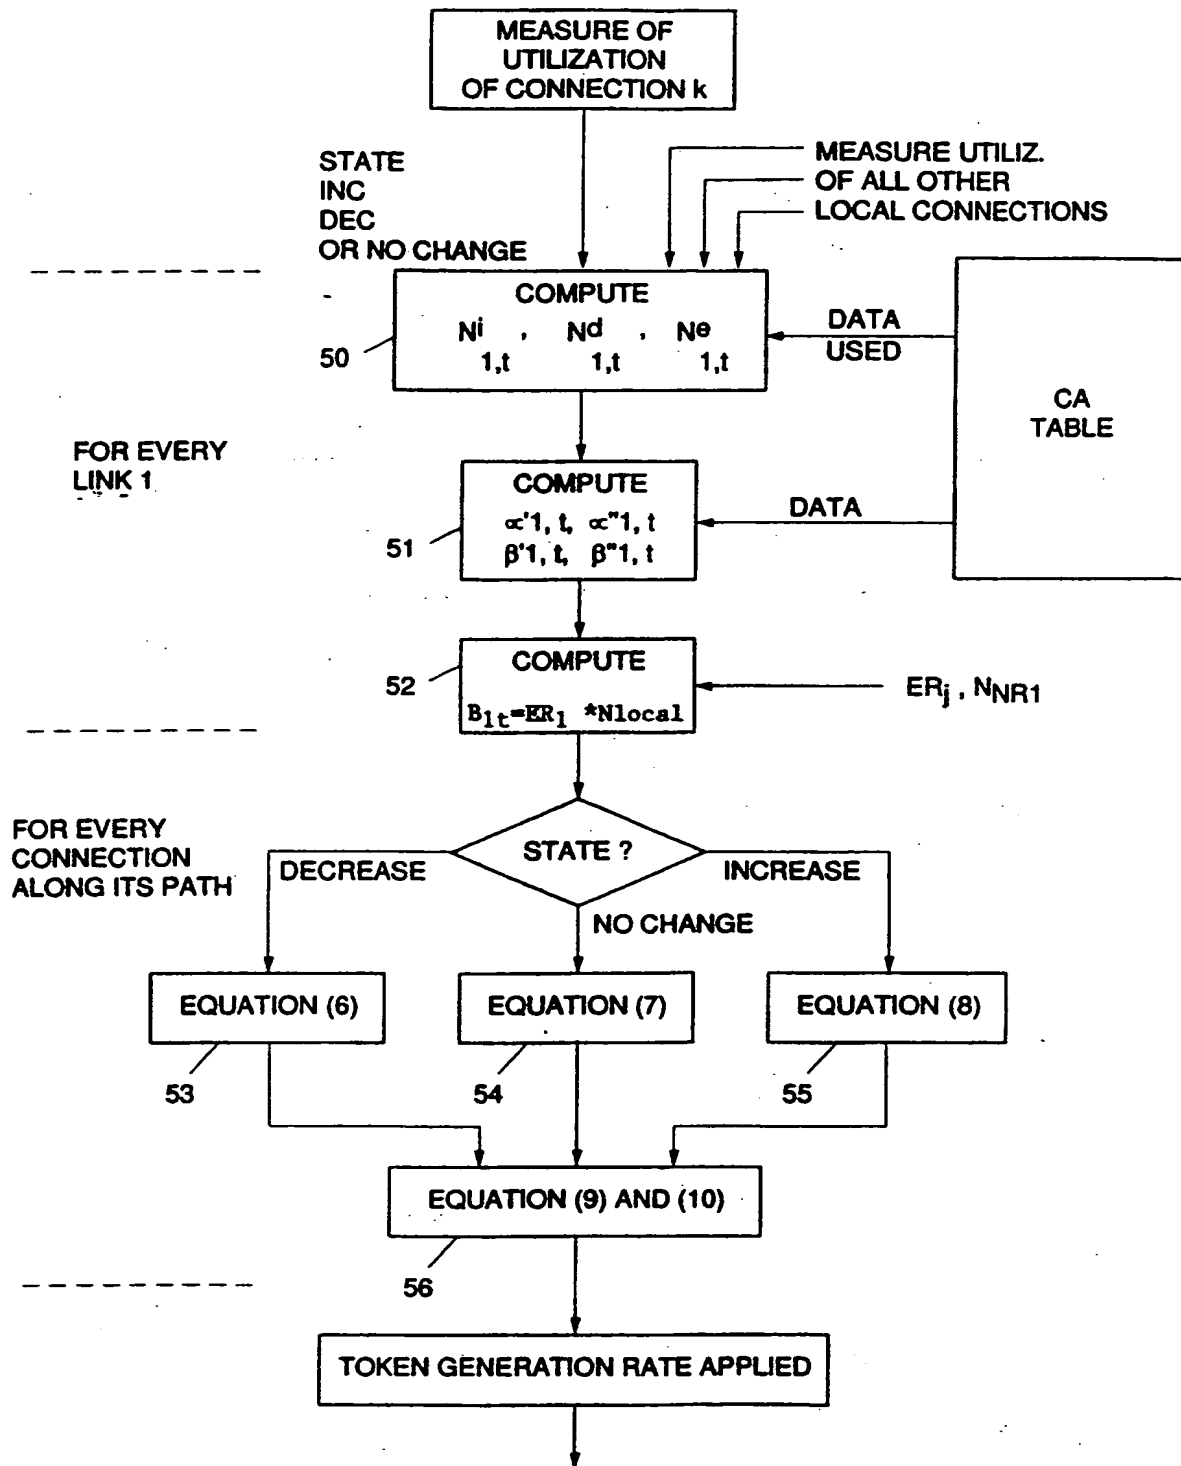 MEASURE OF
UTILIZATION
OF CONNECTION k
STATE
INC
DEC
OR NO CHANGE
MEASURE UTILIZ.
OF ALL OTHER
LOCAL CONNECTIONS
COMPUTE
Nⁱ , Nᵈ , Nᵉ
1,t 1,t 1,t
50
DATA
USED
CA
TABLE
FOR EVERY
LINK 1
COMPUTE
∝'1, t, ∝"1, t
β'1, t, β"1, t
51
DATA
COMPUTE
B1t=ER1 *Nlocal
52
ERj , NNR1
FOR EVERY
CONNECTION
ALONG ITS PATH
STATE ?
DECREASE
INCREASE
NO CHANGE
EQUATION (6)
EQUATION (7)
EQUATION (8)
53
54
55
EQUATION (9) AND (10)
56
TOKEN GENERATION RATE APPLIED